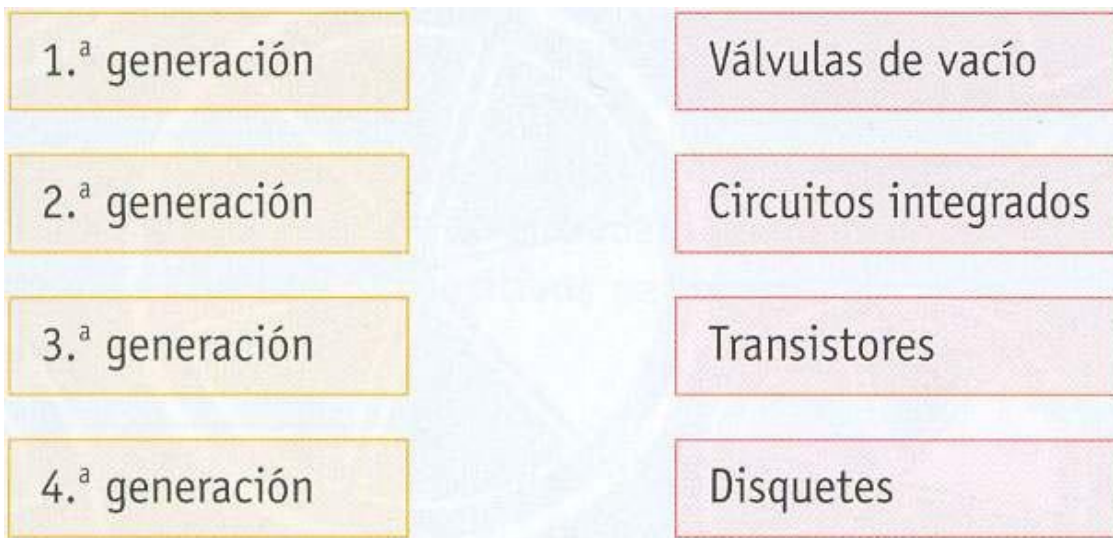 1.ª generación
Válvulas de vacío
2.ª generación
Circuitos integrados
3.ª generación
Transistores
4.ª generación
Disquetes